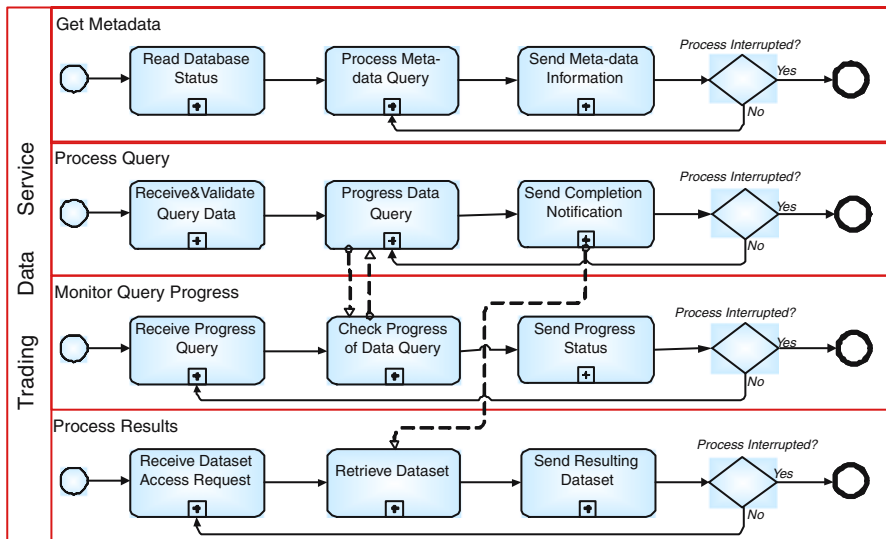 Trading Data Service
Get Metadata
Read Database
Status
Process Meta-
data Query
Send Meta-data
Information
Process Interrupted?
Yes
No
Process Query
Receive&Validate
Query Data
Progress Data
Query
Send Completion
Notification
Process Interrupted?
Yes
No
Monitor Query Progress
Receive Progress
Query
Check Progress
of Data Query
Send Progress
Status
Process Interrupted?
Yes
No
Process Results
Receive Dataset
Access Request
Retrieve Dataset
Send Resulting
Dataset
Process Interrupted?
Yes
No